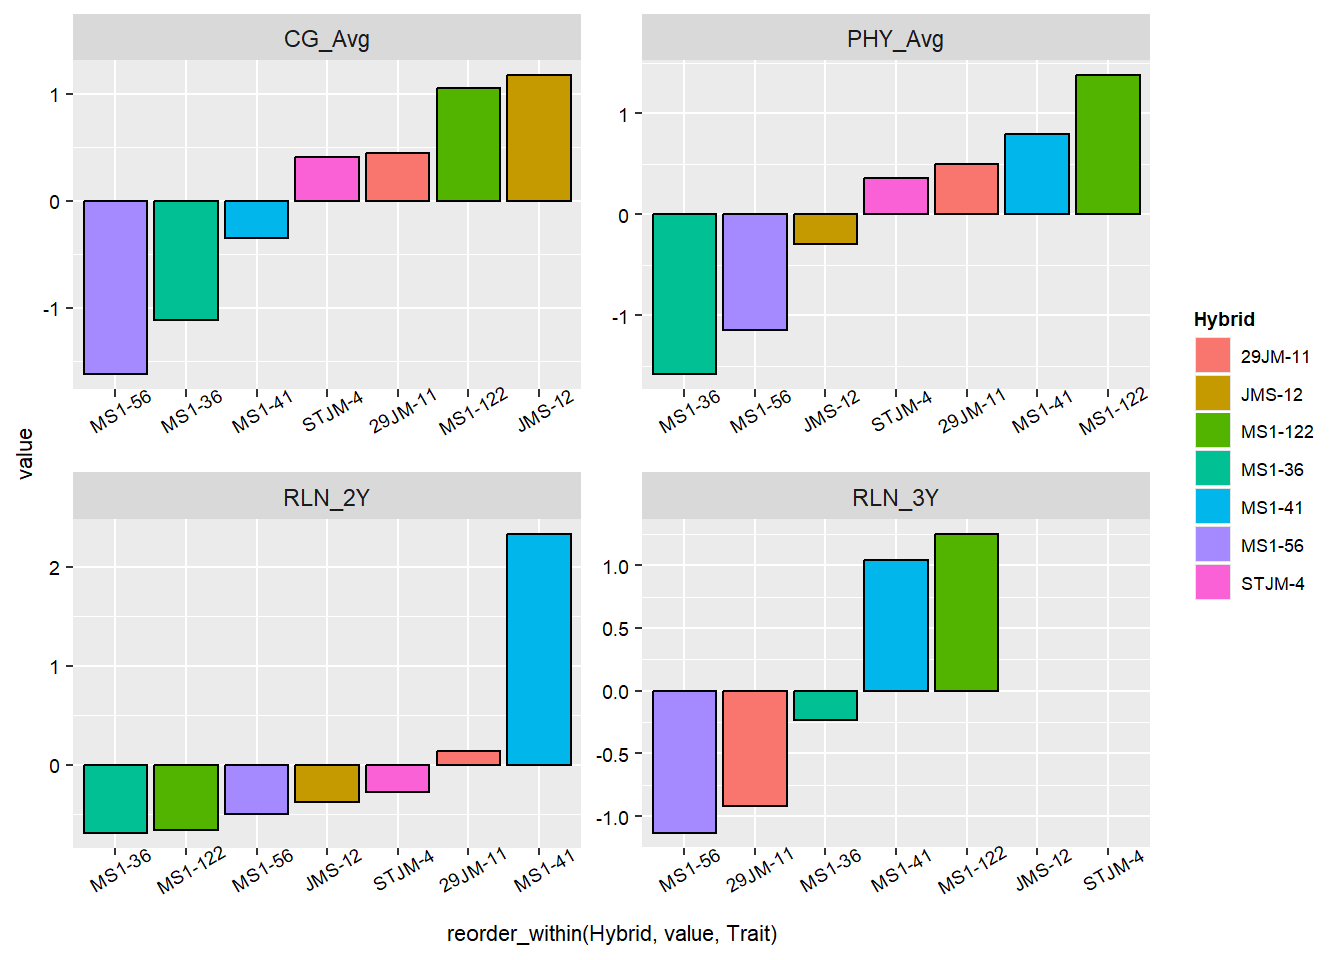 CG_Avg
PHY_Avg
1
0
-1
1
0
-1
MS1-56
MS1-36
MS1-41
STJM-4
29JM-11
MS1-122
JMS-12
MS1-36
MS1-56
JMS-12
STJM-4
29JM-11
MS1-41
MS1-122
value
RLN_2Y
RLN_3Y
2
1
0
1.0
0.5
0.0
-0.5
-1.0
MS1-36
MS1-122
MS1-56
JMS-12
STJM-4
29JM-11
MS1-41
MS1-56
29JM-11
MS1-36
MS1-41
MS1-122
JMS-12
STJM-4
reorder_within(Hybrid, value, Trait)
Hybrid
29JM-11
JMS-12
MS1-122
MS1-36
MS1-41
MS1-56
STJM-4